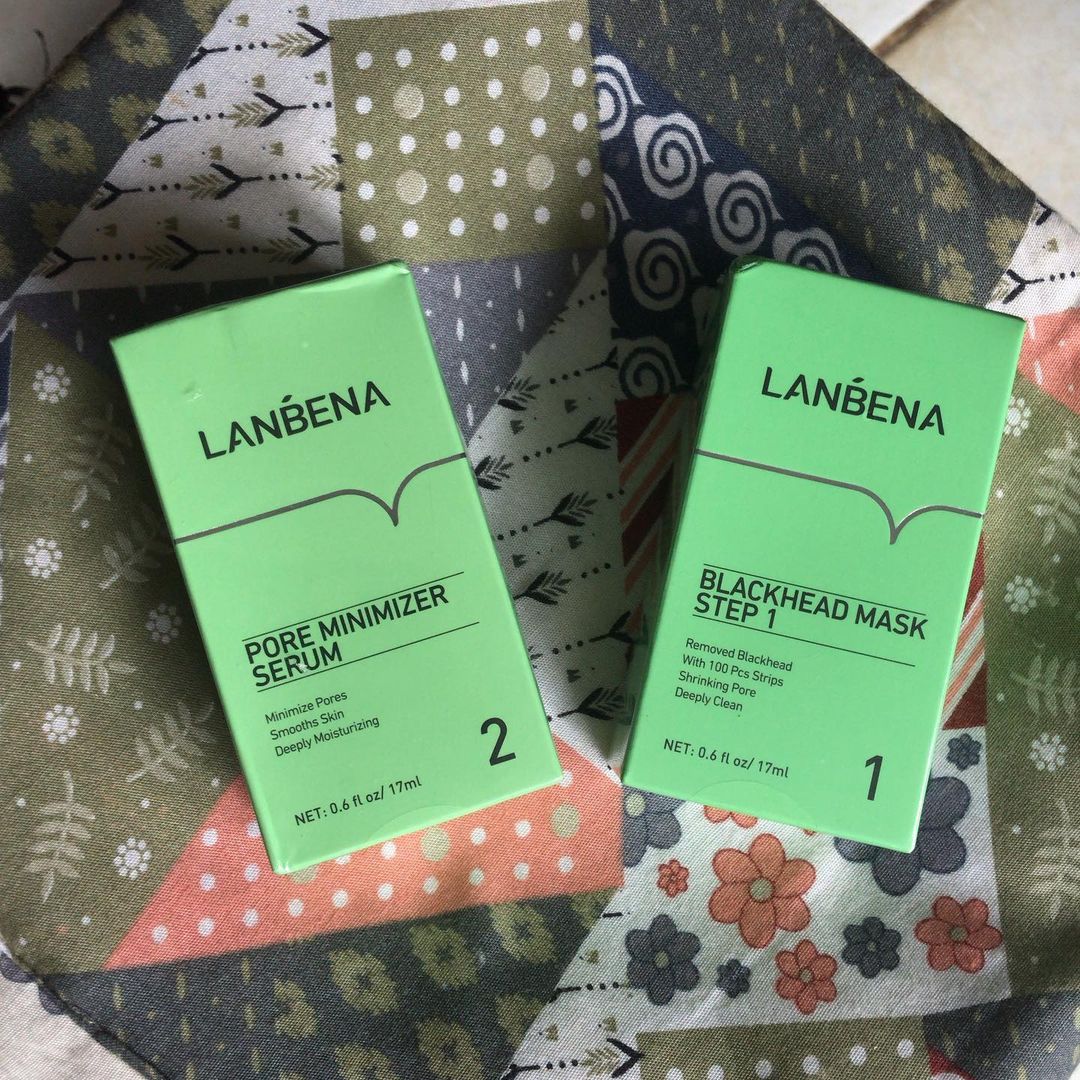 LANBENA
PORE MINIMIZER
SERUM
Minimize Pores
Smooths Skin
Deeply Moisturizing
NET: 0.6 fl oz/ 17ml
2
LANBENA
BLACKHEAD MASK
STEP 1
Removed Blackhead
With 100 Pcs Strips
Shrinking Pore
Deeply Clean
NET: 0.6 fl oz/ 17ml
1